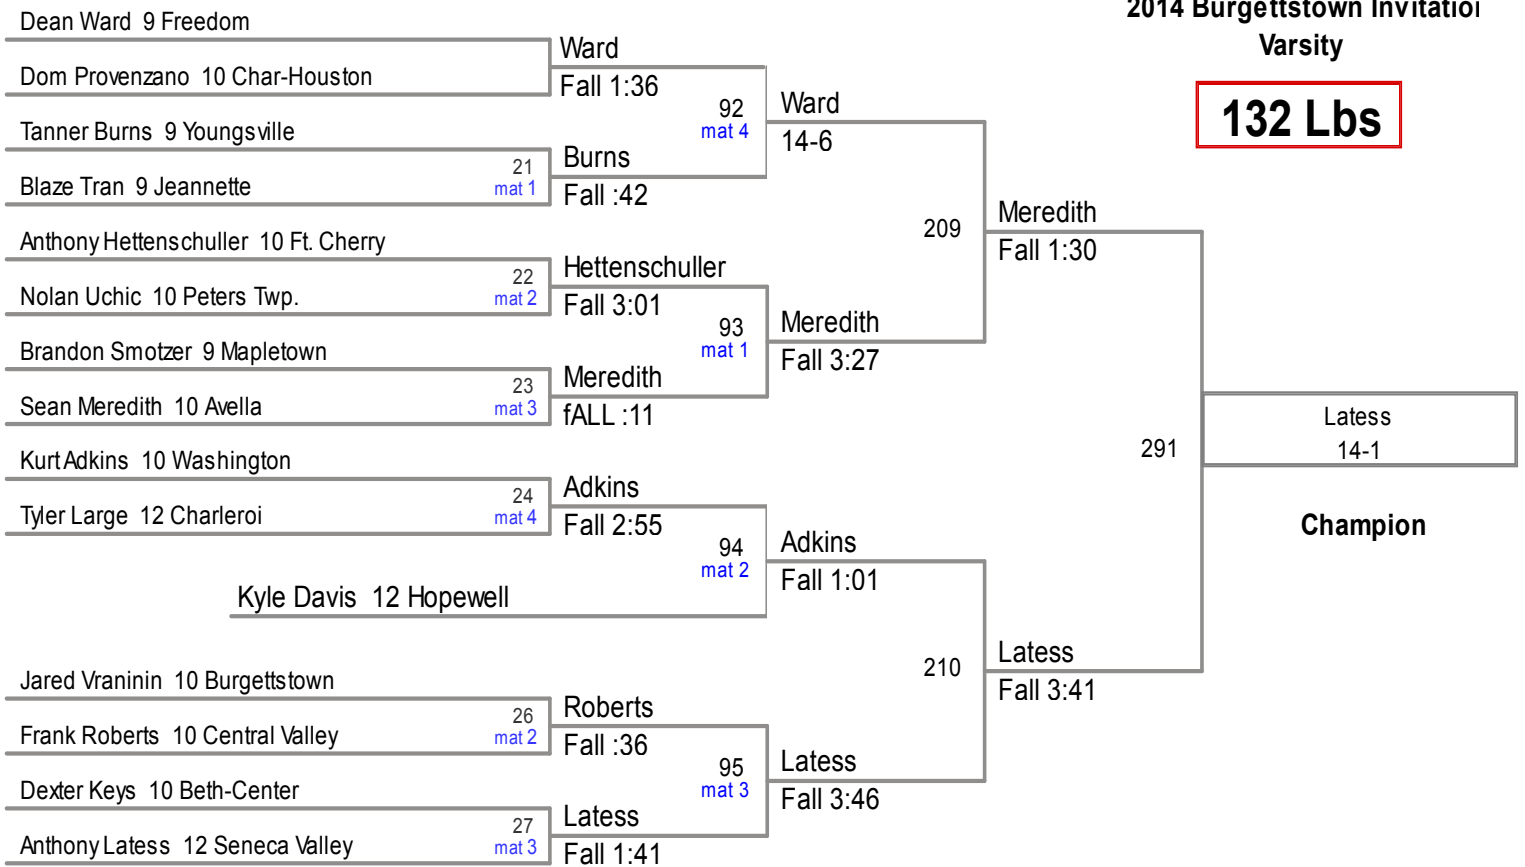 2014 Burgettstown Invitation
Varsity
132 Lbs
Dean Ward 9 Freedom
Dom Provenzano 10 Char-Houston
Tanner Burns 9 Youngsville
Blaze Tran 9 Jeannette
Anthony Hettenschuller 10 Ft. Cherry
Nolan Uchic 10 Peters Twp.
Brandon Smotzer 9 Mapletown
Sean Meredith 10 Avella
Kurt Adkins 10 Washington
Tyler Large 12 Charleroi
Kyle Davis 12 Hopewell
Jared Vraninin 10 Burgettstown
Frank Roberts 10 Central Valley
Dexter Keys 10 Beth-Center
Anthony Latess 12 Seneca Valley
21
mat 1
22
mat 2
23
mat 3
24
mat 4
26
mat 2
27
mat 3
Ward
Fall 1:36
Burns
Fall :42
Hettenschuller
Fall 3:01
Meredith
fALL :11
Adkins
Fall 2:55
Roberts
Fall :36
Latess
Fall 1:41
92
mat 4
93
mat 1
94
mat 2
95
mat 3
Ward
14-6
Meredith
Fall 3:27
Adkins
Fall 1:01
Latess
Fall 3:46
209
210
Meredith
Fall 1:30
Latess
Fall 3:41
291
Latess
14-1
Champion